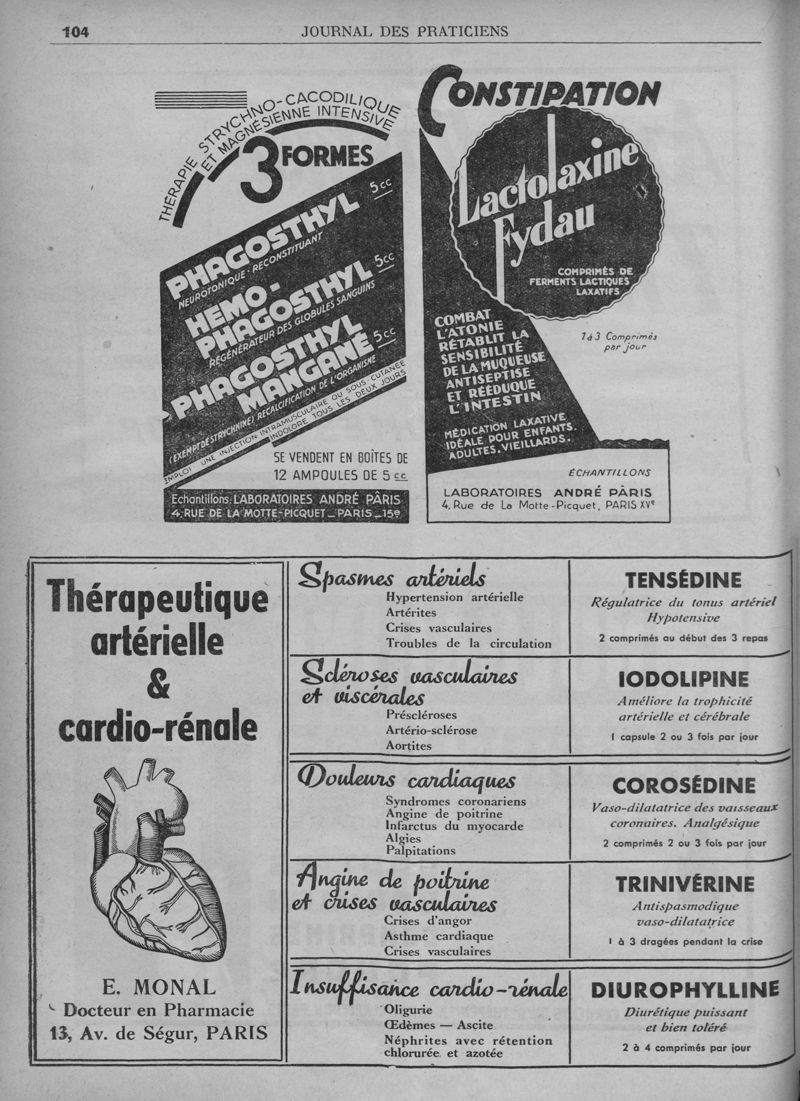 104
JOURNAL DES PRATICIENS
THÉRAPIE STRYCHNO-CACODILIQUE
ET MAGNÉSIENNE INTENSIVE
3 FORMES
PHAGOSTHYL 5cc
NEUROTONIQUE-RECONSTITUANT
HÉMO-
PHAGOSTHYL 5cc
RÉGÉNÉRATEUR DES GLOBULES SANGUINS
PHAGOSTHYL
MANGANÉ 5cc
(EXEMPT DE STRYCHNINE) RECALCIFICATION DE L'ORGANISME
EMPLOI UNE INJECTION INTRAMUSCULAIRE OU SOUS CUTANÉE
INDOLORE TOUS LES DEUX JOURS
SE VENDENT EN BOÎTES DE
12 AMPOULES DE 5 cc
Echantillons: LABORATOIRES ANDRÉ PÂRIS
4, RUE DE LA MOTTE-PICQUET_PARIS_15e
CONSTIPATION
Lactolaxine
Fydau
COMPRIMÉS DE
FERMENTS LACTIQUES
LAXATIFS
1 à 3 Comprimés
par jour
COMBAT
L'ATONIE
RÉTABLIT LA
SENSIBILITÉ
DE LA MUQUEUSE
ANTISEPTISE
ET RÉÉDUQUE
L'INTESTIN
MÉDICATION LAXATIVE
IDÉALE POUR ENFANTS.
ADULTES.VIEILLARDS.
ÉCHANTILLONS
LABORATOIRES ANDRÉ PÂRIS
4, Rue de La Motte-Picquet, PARIS XVe
Thérapeutique
artérielle
&
cardio-rénale
E. MONAL
Docteur en Pharmacie
13, Av. de Ségur, PARIS
Spasmes artériels
Hypertension artérielle
Artérites
Crises vasculaires
Troubles de la circulation
TENSÉDINE
Régulatrice du tonus artériel
Hypotensive
2 comprimés au début des 3 repas
Scléroses vasculaires
et viscérales
Préscléroses
Artério-sclérose
Aortites
IODOLIPINE
Améliore la trophicité
artérielle et cérébrale
1 capsule 2 ou 3 fois par jour
Douleurs cardiaques
Syndromes coronariens
Angine de poitrine
Infarctus du myocarde
Algies
Palpitations
COROSÉDINE
Vaso-dilatatrice des vaisseaux
coronaires. Analgésique
2 comprimés 2 ou 3 fois par jour
Angine de poitrine
et crises vasculaires
Crises d'angor
Asthme cardiaque
Crises vasculaires
TRINIVÉRINE
Antispasmodique
vaso-dilatatrice
1 à 3 dragées pendant la crise
Insuffisance cardio-rénale
Oligurie
Œdèmes — Ascite
Néphrites avec rétention
chlorurée et azotée
DIUROPHYLLINE
Diurétique puissant
et bien toléré
2 à 4 comprimés par jour